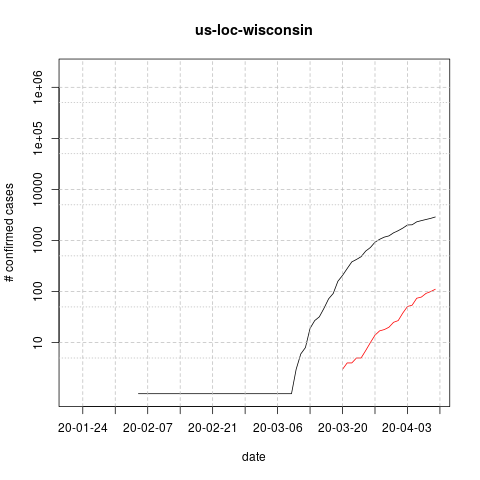 us-loc-wisconsin
# confirmed cases
1e+06
1e+05
10000
1000
100
10
20-01-24
20-02-07
20-02-21
20-03-06
20-03-20
20-04-03
date